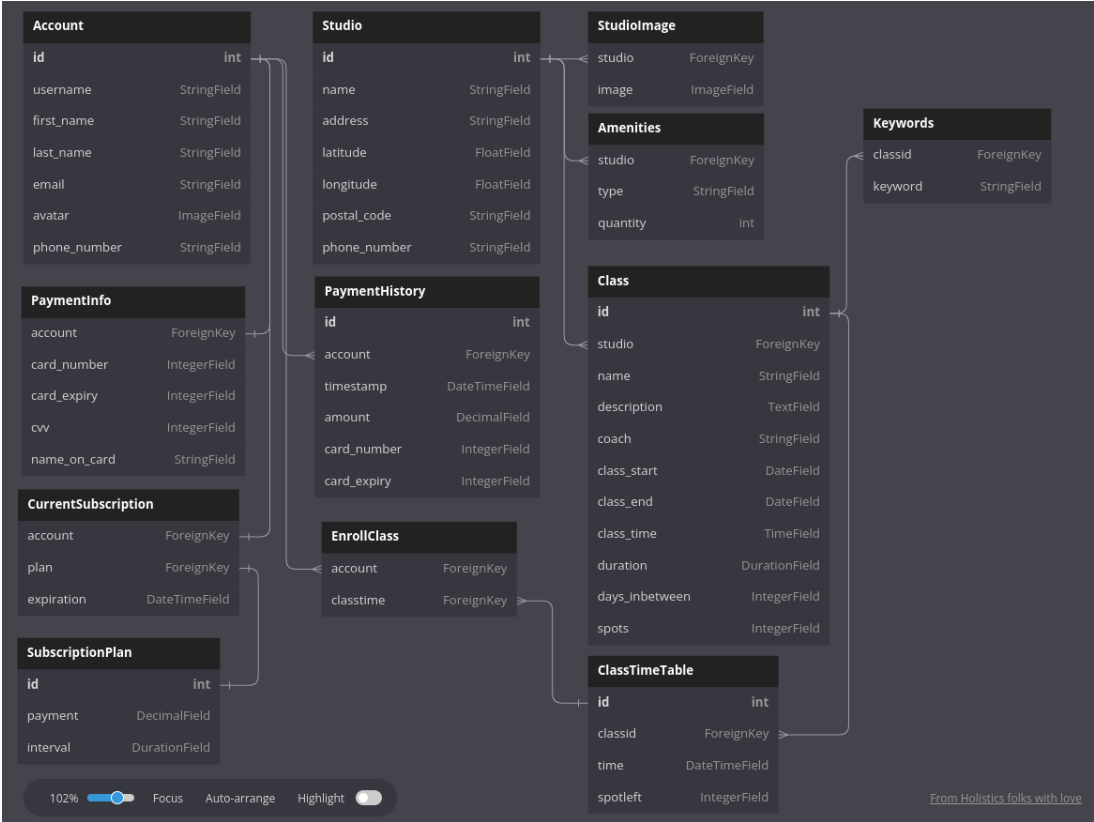 Account
id int
username StringField
first_name StringField
last_name StringField
email StringField
avatar ImageField
phone_number StringField
PaymentInfo
account ForeignKey
card_number IntegerField
card_expiry IntegerField
cvv IntegerField
name_on_card StringField
CurrentSubscription
account ForeignKey
plan ForeignKey
expiration DateTimeField
SubscriptionPlan
id int
payment DecimalField
interval DurationField
Studio
id int
name StringField
address StringField
latitude FloatField
longitude FloatField
postal_code StringField
phone_number StringField
PaymentHistory
id int
account ForeignKey
timestamp DateTimeField
amount DecimalField
card_number IntegerField
card_expiry IntegerField
EnrollClass
account ForeignKey
classtime ForeignKey
StudioImage
studio ForeignKey
image ImageField
Amenities
studio ForeignKey
type StringField
quantity int
Class
id int
studio ForeignKey
name StringField
description TextField
coach StringField
class_start DateField
class_end DateField
class_time TimeField
duration DurationField
days_inbetween IntegerField
spots IntegerField
ClassTimeTable
id int
classid ForeignKey
time DateTimeField
spotleft IntegerField
Keywords
classid ForeignKey
keyword StringField
102% Focus Auto-arrange Highlight
From Holistics folks with love